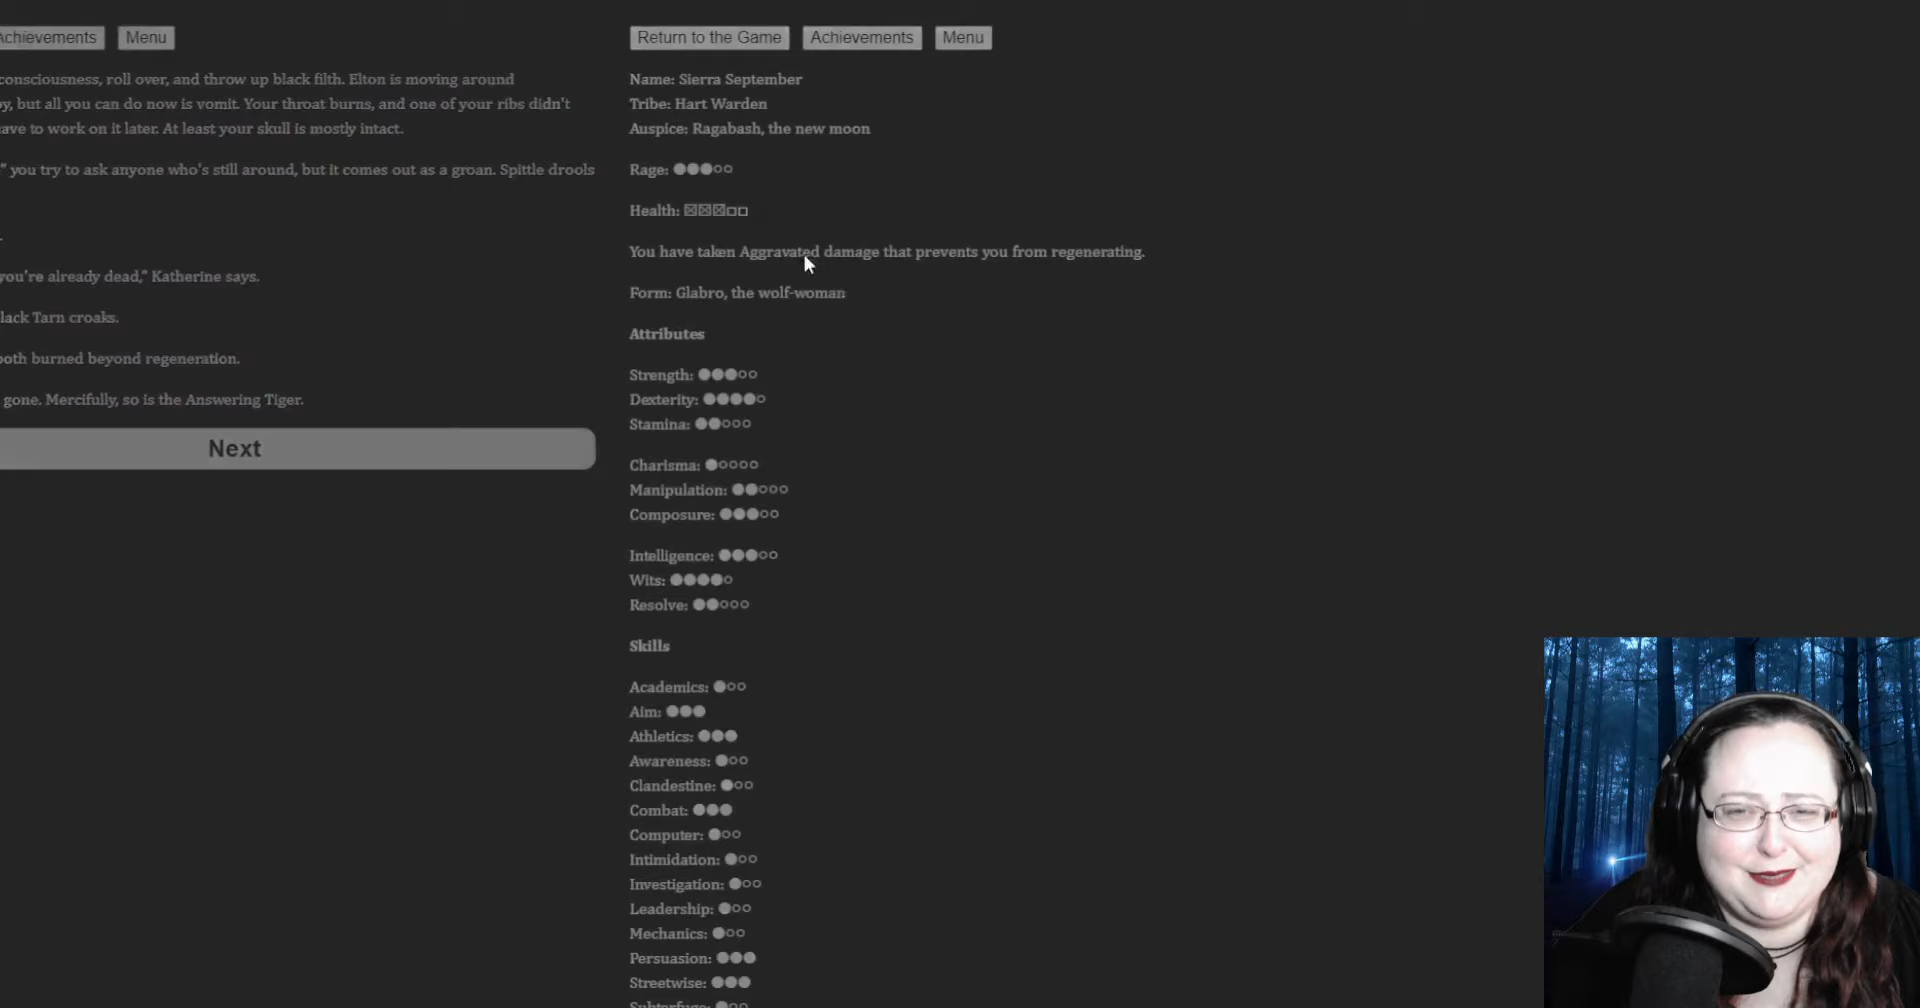 Achievements Menu
consciousness, roll over, and throw up black filth. Elton is moving around
but all you can do now is vomit. Your throat burns, and one of your ribs didn't
ave to work on it later. At least your skull is mostly intact.
" you try to ask anyone who's still around, but it comes out as a groan. Spittle drools
you're already dead," Katherine says.
lack Tarn croaks.
both burned beyond regeneration.
gone. Mercifully, so is the Answering Tiger.
Next
Return to the Game Achievements Menu
Name: Sierra September
Tribe: Hart Warden
Auspice: Ragabash, the new moon
Rage:
Health:
You have taken Aggravated damage that prevents you from regenerating.
Form: Glabro, the wolf-woman
Attributes
Strength:
Dexterity:
Stamina:
Charisma:
Manipulation:
Composure:
Intelligence:
Wits:
Resolve:
Skills
Academics:
Aim:
Athletics:
Awareness:
Clandestine:
Combat:
Computer:
Intimidation:
Investigation:
Leadership:
Mechanics:
Persuasion:
Streetwise:
Subterfuge: